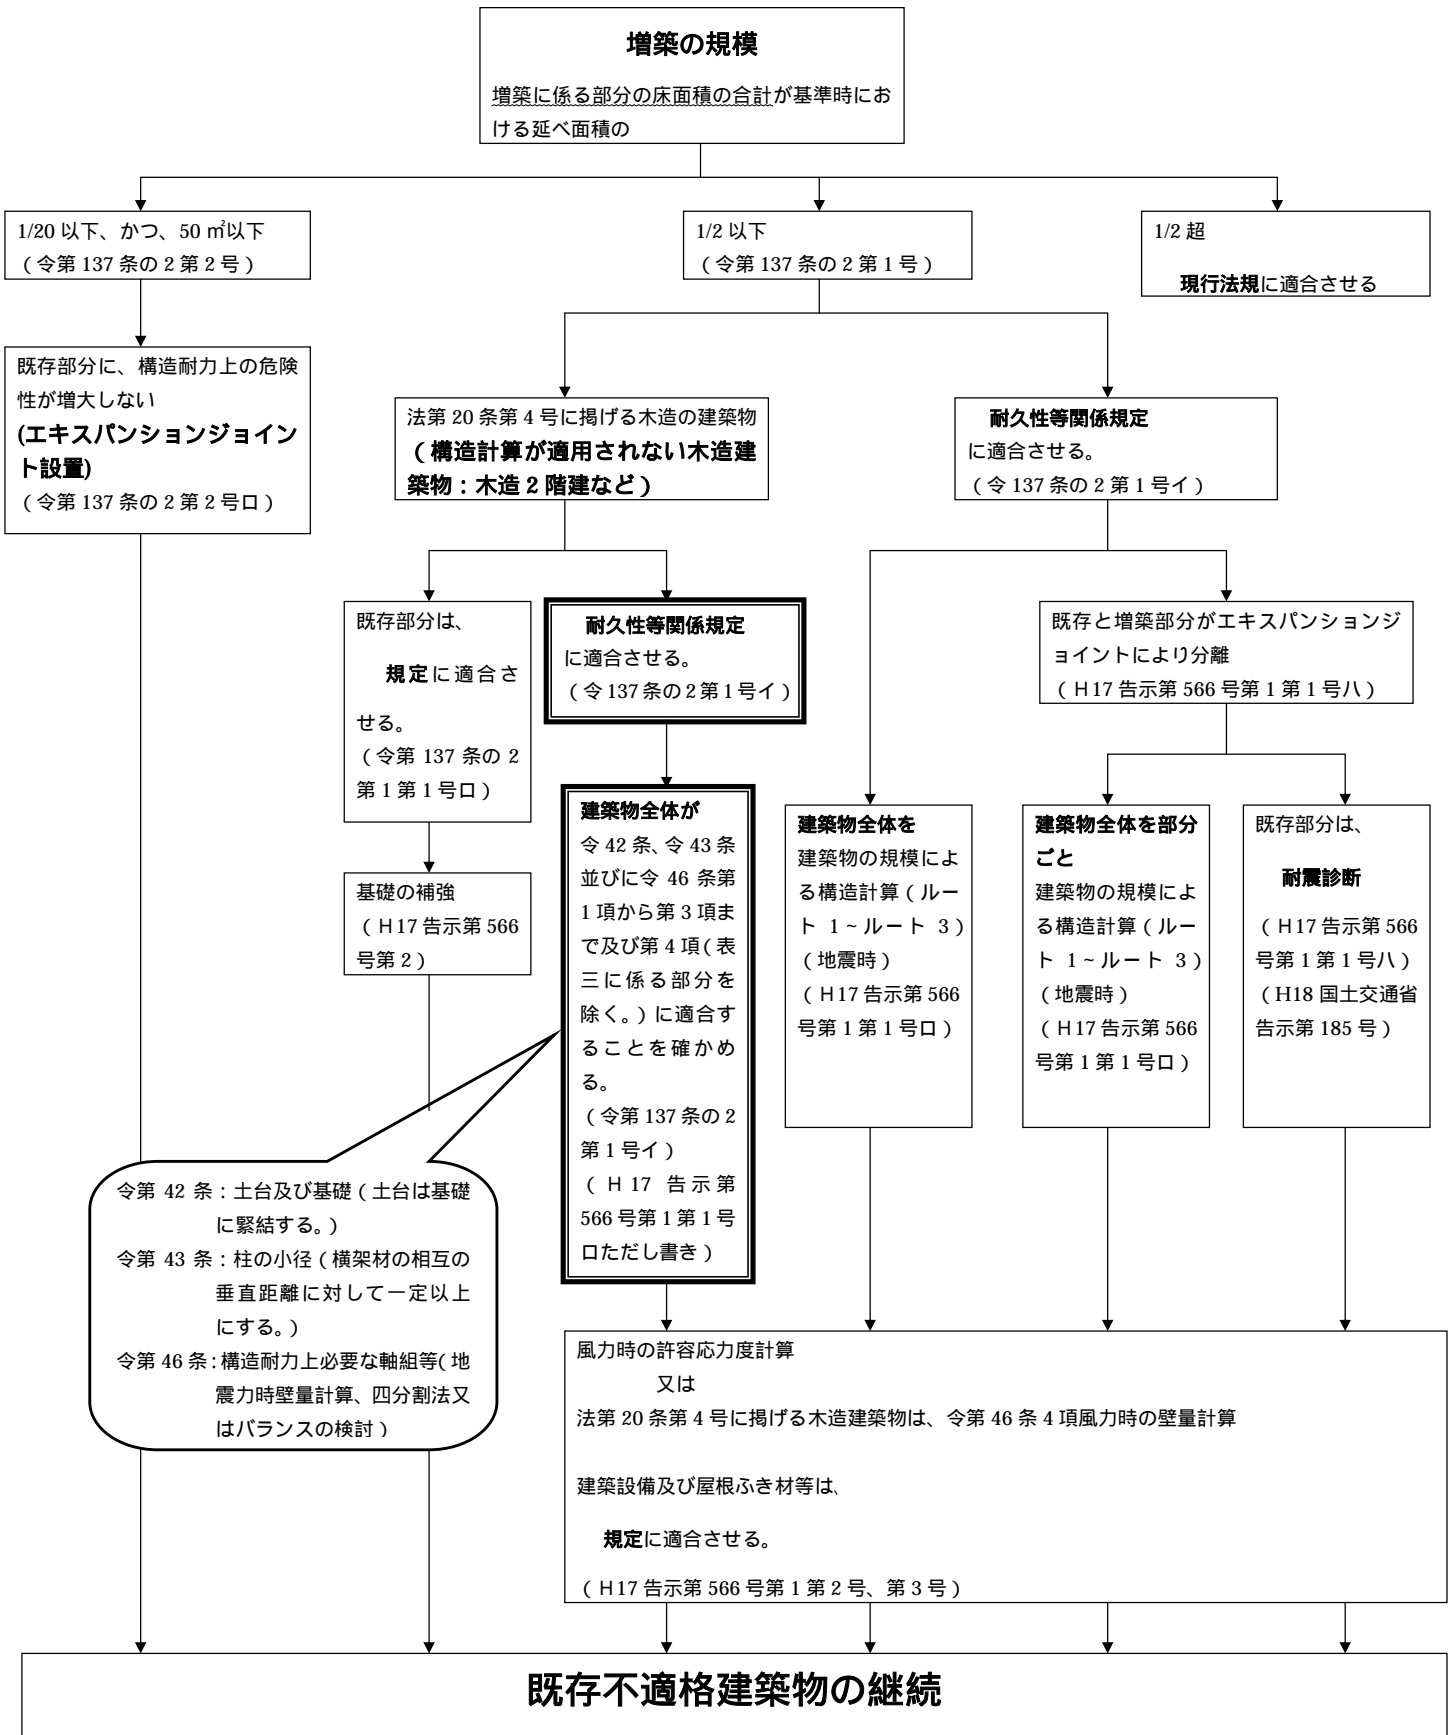 増築の規模
増築に係る部分の床面積の合計が基準時にお
ける延べ面積の
1/20 以下、かつ、50 ㎡以下
（令第 137 条の 2 第 2 号）
1/2 以下
（令第 137 条の 2 第 1 号）
1/2 超
現行法規に適合させる
既存部分に、構造耐力上の危険
性が増大しない
(エキスパンションジョイン
ト設置)
（令第 137 条の 2 第 2 号ロ）
法第 20 条第 4 号に掲げる木造の建築物
（構造計算が適用されない木造建
築物：木造 2 階建など）
耐久性等関係規定
に適合させる。
（令 137 条の 2 第 1 号イ）
既存部分は、
規定に適合さ
せる。
（令第 137 条の 2
第 1 第 1 号ロ）
耐久性等関係規定
に適合させる。
（令 137 条の 2 第 1 号イ）
既存と増築部分がエキスパンションジ
ョイントにより分離
（Ｈ17 告示第 566 号第 1 第 1 号ハ）
基礎の補強
（Ｈ17 告示第 566
号第 2）
建築物全体が
令 42 条、令 43 条
並びに令 46 条第
1 項から第 3 項ま
で及び第 4 項（表
三に係る部分を
除く。）に適合す
ることを確かめ
る。
（令第 137 条の 2
第 1 号イ）
（Ｈ17 告示第
566 号第 1 第 1 号
ロただし書き）
建築物全体を
建築物の規模によ
る構造計算（ルー
ト 1～ルート 3）
（地震時）
（Ｈ17 告示第 566
号第 1 第 1 号ロ）
建築物全体を部分
ごと
建築物の規模によ
る構造計算（ルー
ト 1～ルート 3）
（地震時）
（Ｈ17 告示第 566
号第 1 第 1 号ロ）
既存部分は、
耐震診断
（Ｈ17 告示第 566
号第 1 第 1 号ハ）
（H18 国土交通省
告示第 185 号）
令第 42 条：土台及び基礎（土台は基礎
に緊結する。）
令第 43 条：柱の小径（横架材の相互の
垂直距離に対して一定以上
にする。）
令第 46 条：構造耐力上必要な軸組等（地
震力時壁量計算、四分割法又
はバランスの検討）
風力時の許容応力度計算
又は
法第 20 条第 4 号に掲げる木造建築物は、令第 46 条 4 項風力時の壁量計算
建築設備及び屋根ふき材等は、
規定に適合させる。
（Ｈ17 告示第 566 号第 1 第 2 号、第 3 号）
既存不適格建築物の継続